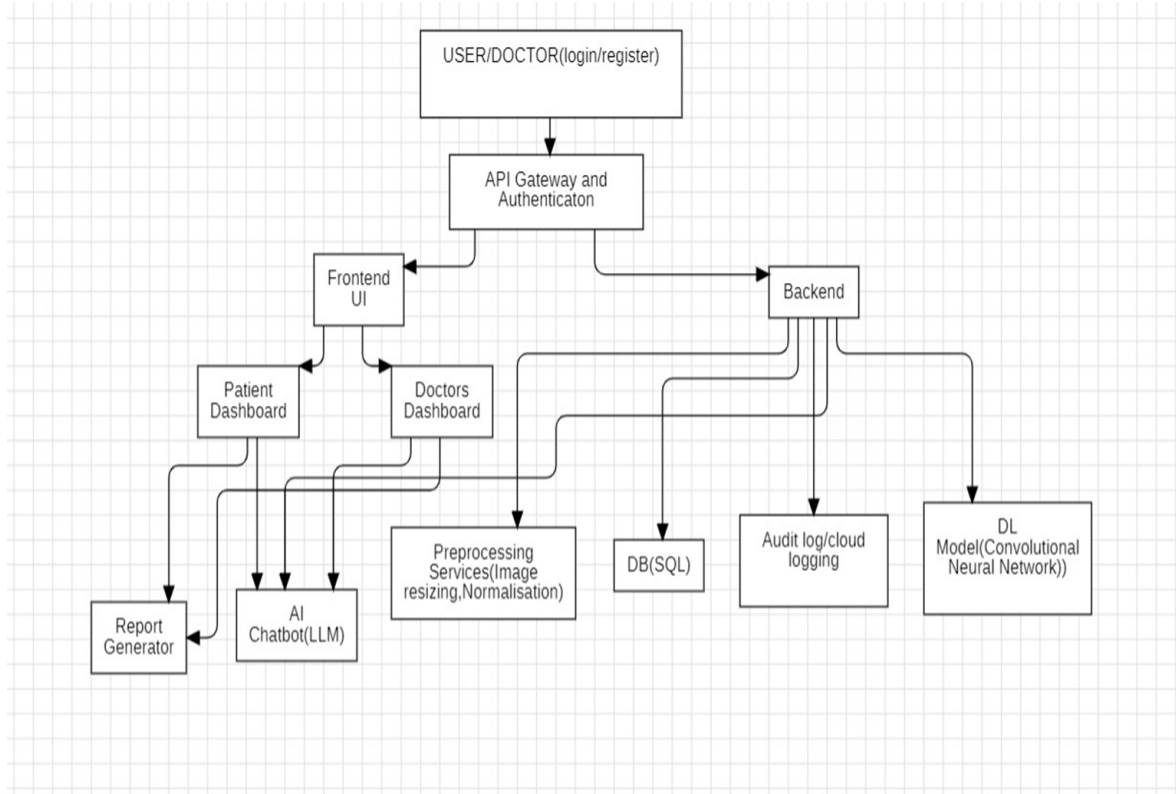 USER/DOCTOR(login/register)
API Gateway and
Authenticaton
Frontend
UI
Backend
Patient
Dashboard
Doctors
Dashboard
Preprocessing
Services(Image
resizing,Normalisation)
DB(SQL)
Audit log/cloud
logging
DL
Model(Convolutional
Neural Network))
Report
Generator
AI
Chatbot(LLM)